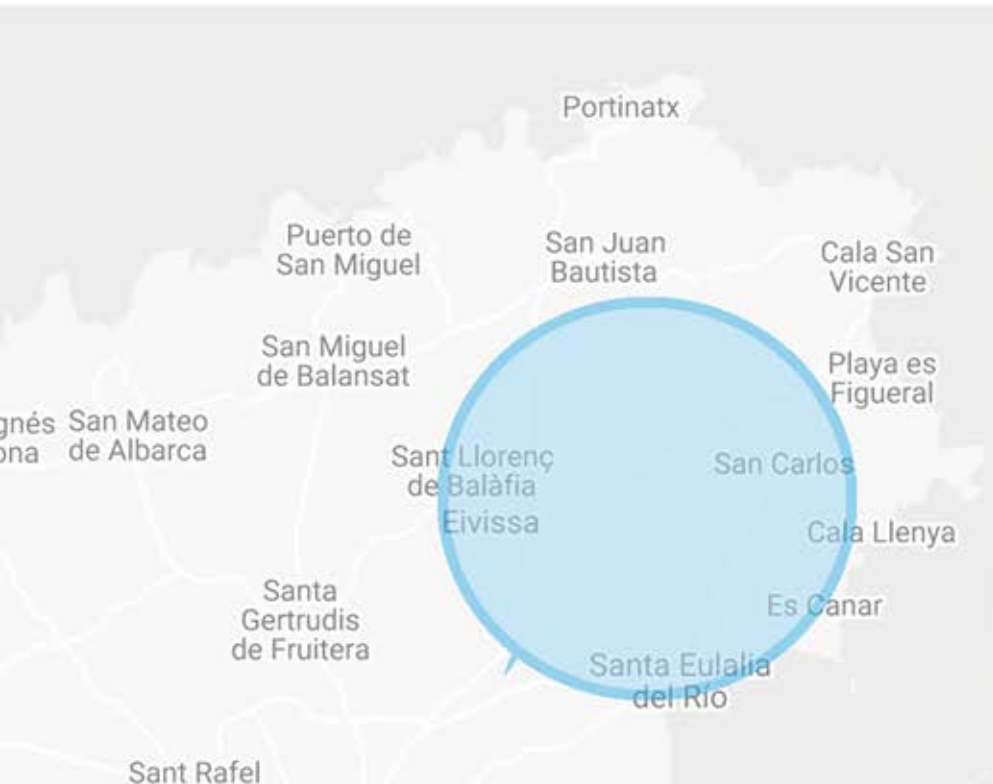 Portinatx
Puerto de
San Miguel
San Juan
Bautista
Cala San
Vicente
San Miguel
de Balansat
Playa es
Figueral
gnés
ona
San Mateo
de Albarca
Sant Llorenç
de Balàfia
Eivissa
San Carlos
Cala Llenya
Santa
Gertrudis
de Fruitera
Es Canar
Santa Eulalia
del Río
Sant Rafel